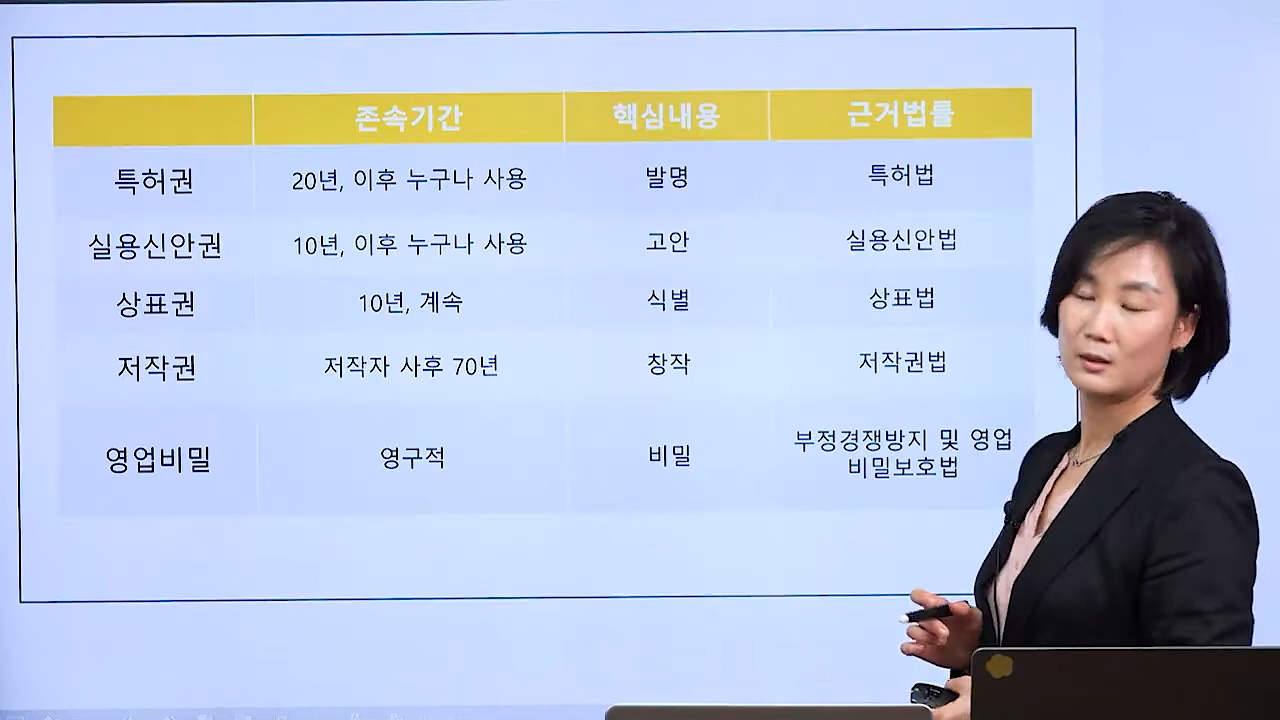 존속기간 핵심내용 근거법률
특허권 20년, 이후 누구나 사용 발명 특허법
실용신안권 10년, 이후 누구나 사용 고안 실용신안법
상표권 10년, 계속 식별 상표법
저작권 저작자 사후 70년 창작 저작권법
영업비밀 영구적 비밀 부정경쟁방지 및 영업
비밀보호법